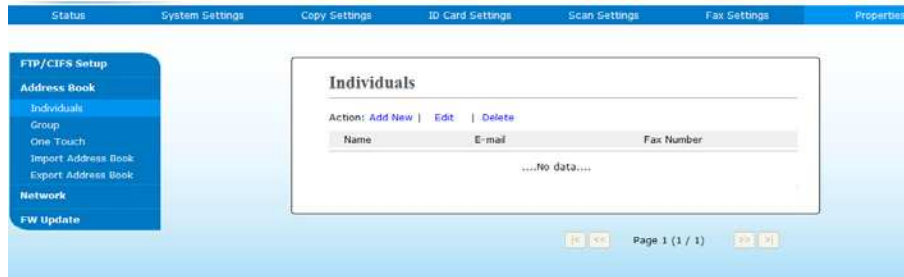 Status System Settings Copy Settings ID Card Settings Scan Settings Fax Settings Properties
FTP/CIFS Setup
Address Book
Individuals
Group
One Touch
Import Address Book
Export Address Book
Network
FW Update
Individuals
Action: Add New | Edit | Delete
Name E-mail Fax Number
....No data....
|< << Page 1 (1 / 1) >> >|